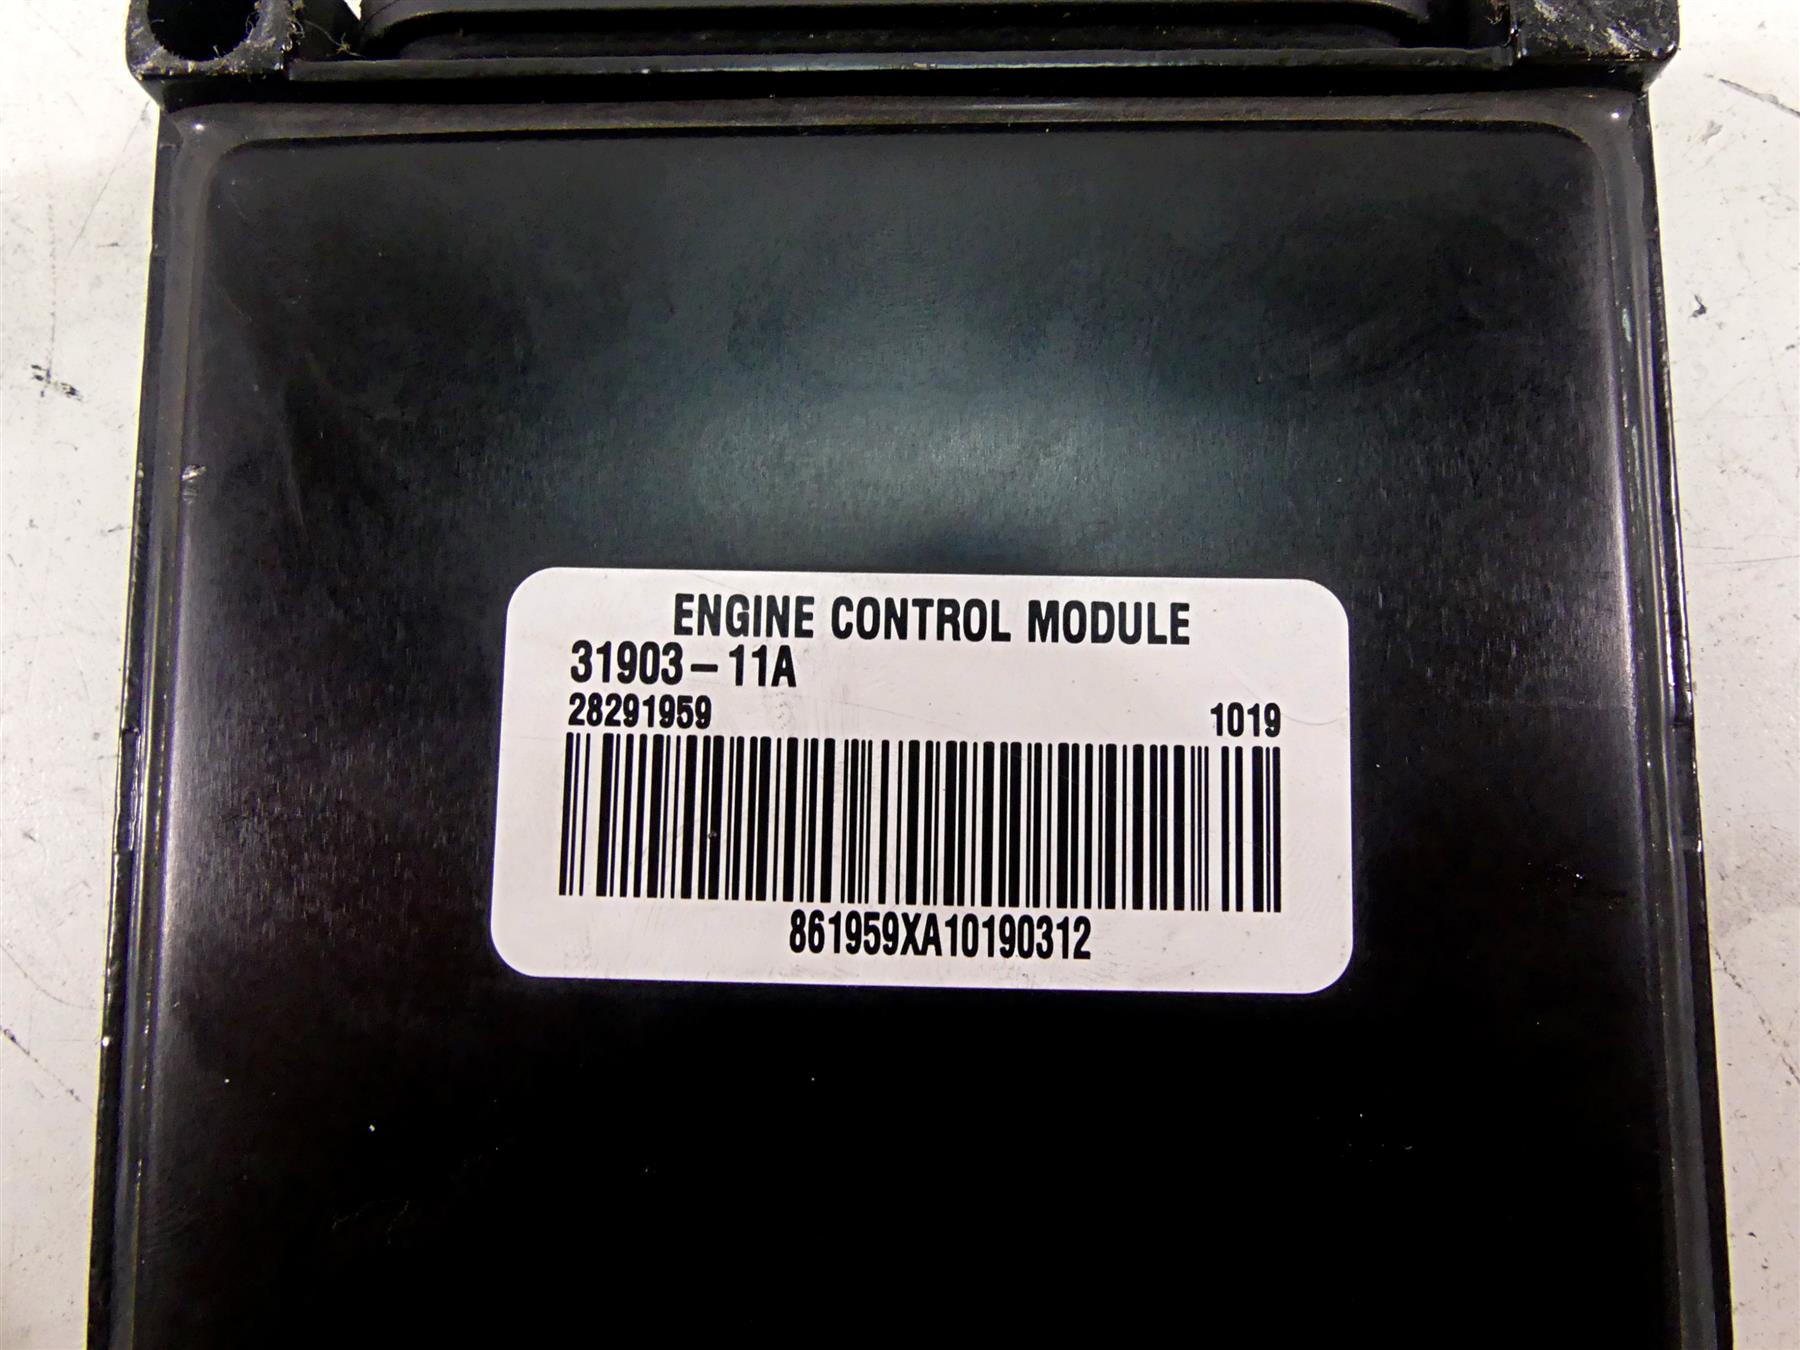 ENGINE CONTROL MODULE
31903-11A
28291959 1019
861959XA10190312